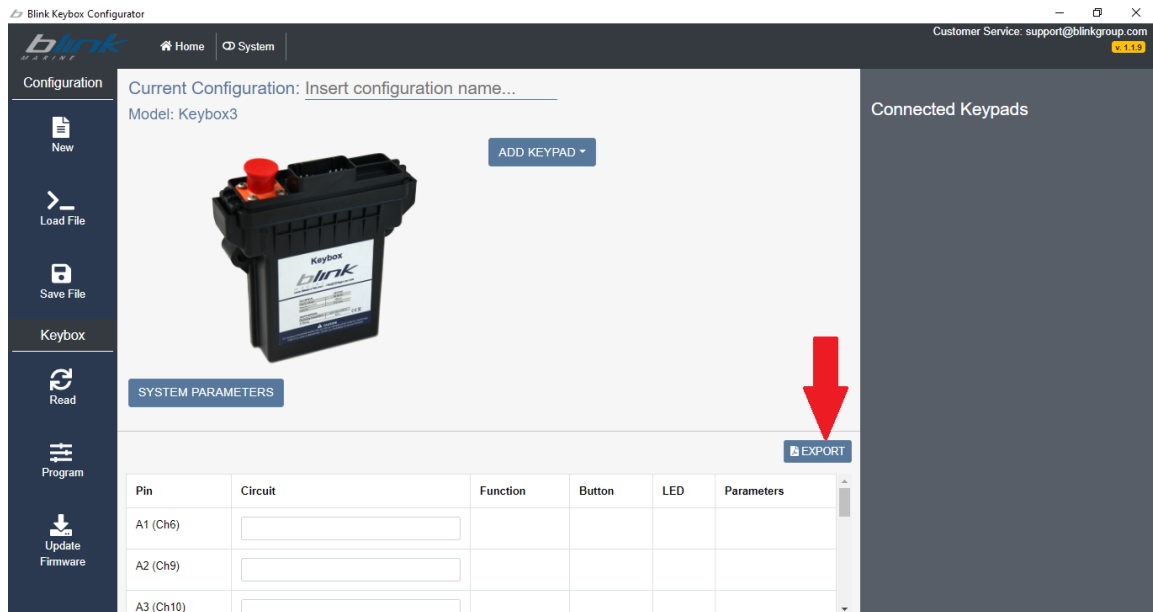 Blink Keybox Configurator
Customer Service: support@blinkgroup.com
v. 1.1.9
blink
MARINE
Home
System
Configuration
New
Load File
Save File
Keybox
Read
Program
Update
Firmware
Current Configuration: Insert configuration name...
Model: Keybox3
ADD KEYPAD
Keybox
blink
SYSTEM PARAMETERS
EXPORT
Pin Circuit Function Button LED Parameters
A1 (Ch6)
A2 (Ch9)
A3 (Ch10)
Connected Keypads